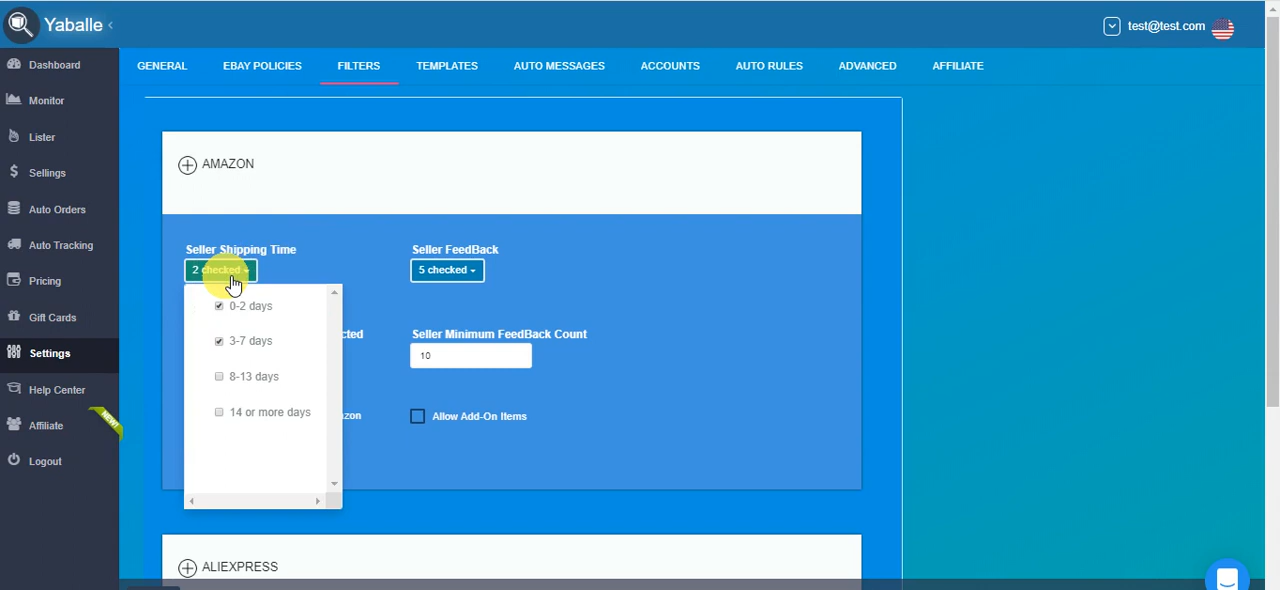 Yaballe
test@test.com
Dashboard
Monitor
Lister
Sellings
Auto Orders
Auto Tracking
Pricing
Gift Cards
Settings
Help Center
Affiliate
NEW!
Logout
GENERAL EBAY POLICIES FILTERS TEMPLATES AUTO MESSAGES ACCOUNTS AUTO RULES ADVANCED AFFILIATE
AMAZON
Seller Shipping Time Seller FeedBack
2 checked 5 checked
0-2 days
3-7 days
8-13 days
14 or more days
Seller Minimum FeedBack Count
10
Allow Add-On Items
ALIEXPRESS